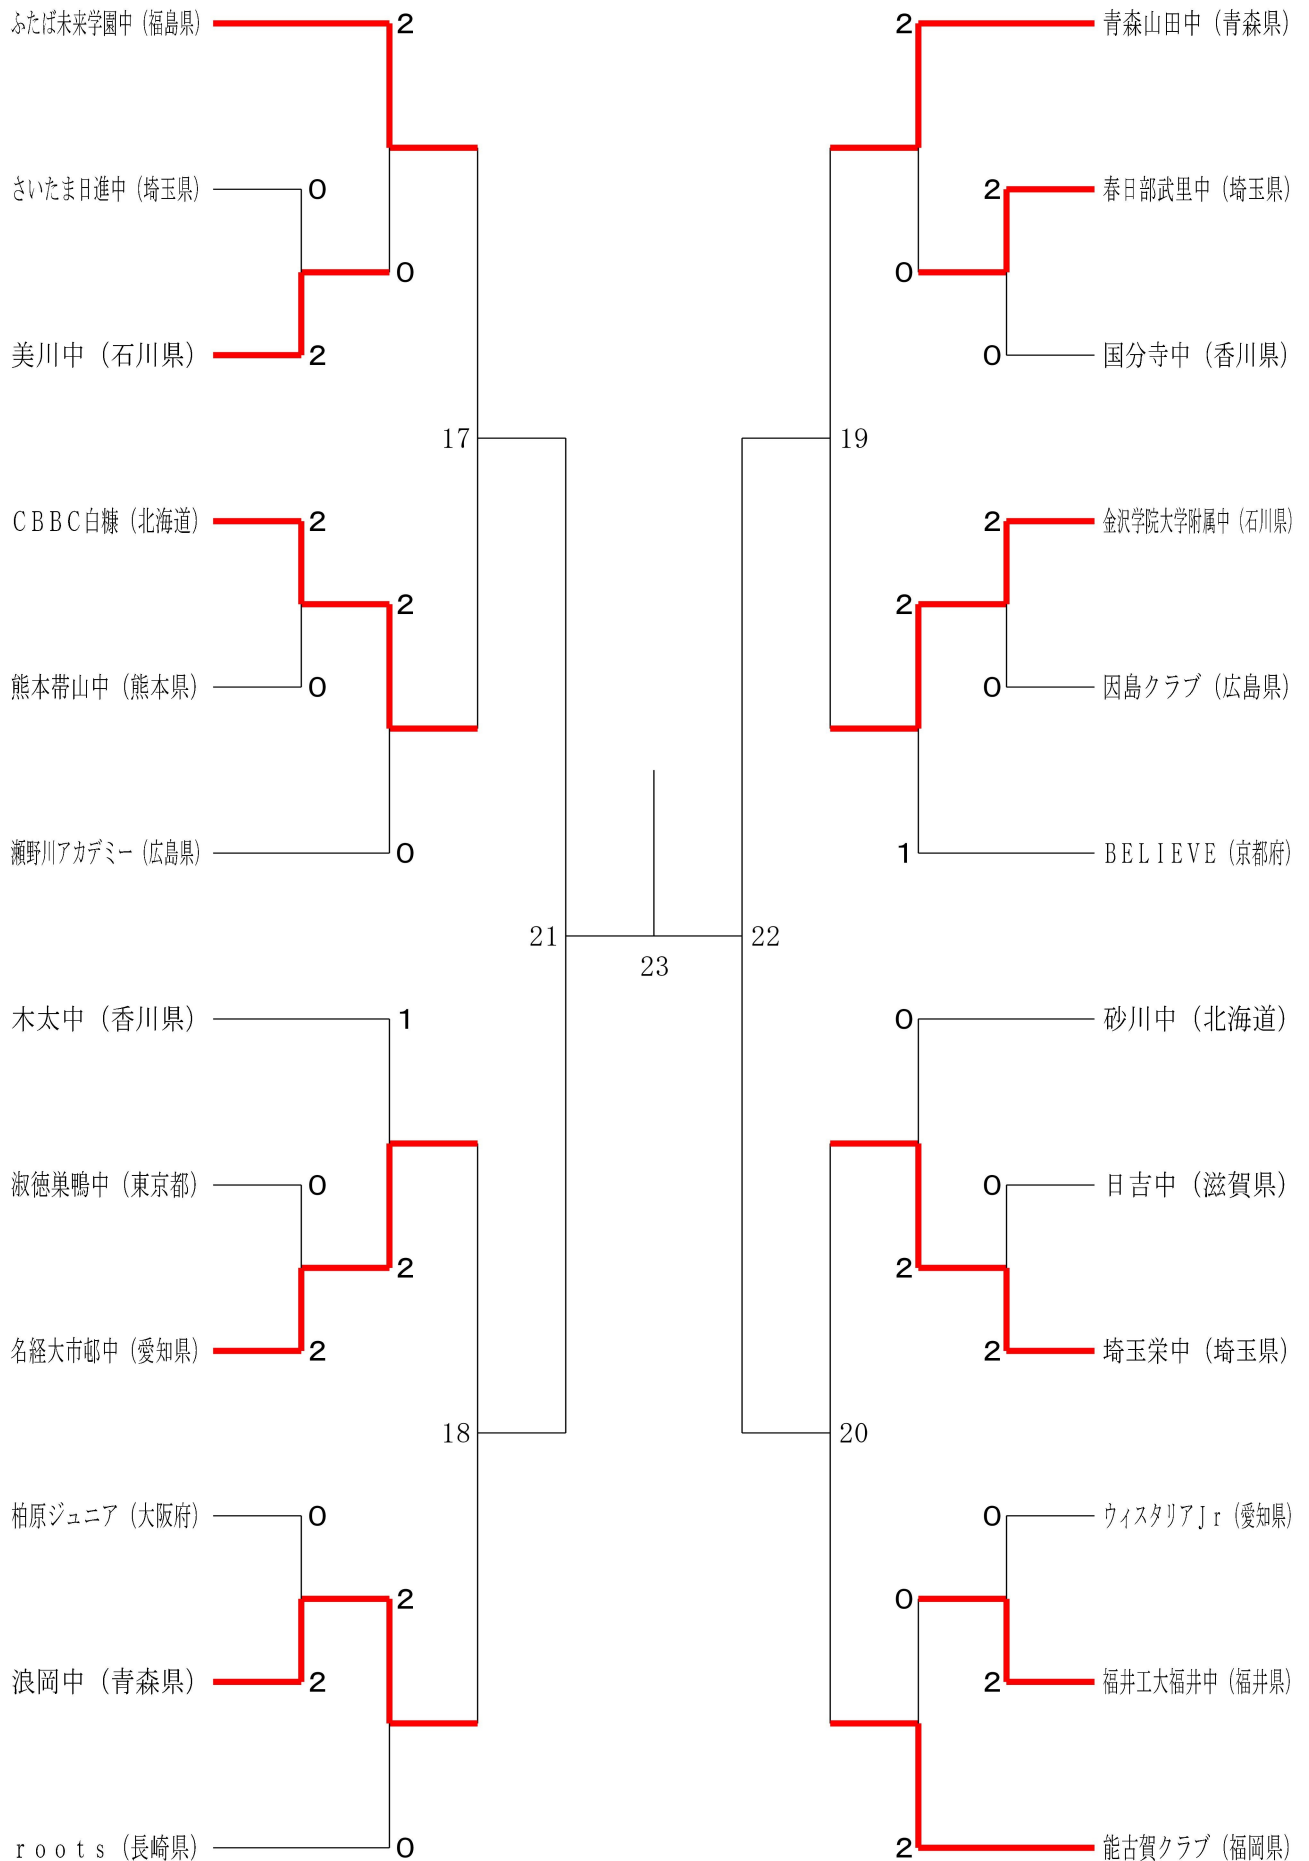 ふたば未来学園中（福島県）
2
さいたま日進中（埼玉県）
0
0
美川中（石川県）
2
17
ＣＢＢＣ白糠（北海道）
2
2
熊本帯山中（熊本県）
0
瀬野川アカデミー（広島県）
0
21
木太中（香川県）
1
淑徳巣鴨中（東京都）
0
2
名経大市邨中（愛知県）
2
18
柏原ジュニア（大阪府）
0
2
浪岡中（青森県）
2
ｒｏｏｔｓ（長崎県）
0
23
2
青森山田中（青森県）
2
春日部武里中（埼玉県）
0
0
国分寺中（香川県）
19
2
金沢学院大学附属中（石川県）
2
0
因島クラブ（広島県）
1
ＢＥＬＩＥＶＥ（京都府）
22
0
砂川中（北海道）
0
日吉中（滋賀県）
2
2
埼玉栄中（埼玉県）
20
0
ウィスタリアＪｒ（愛知県）
0
2
福井工大福井中（福井県）
2
能古賀クラブ（福岡県）